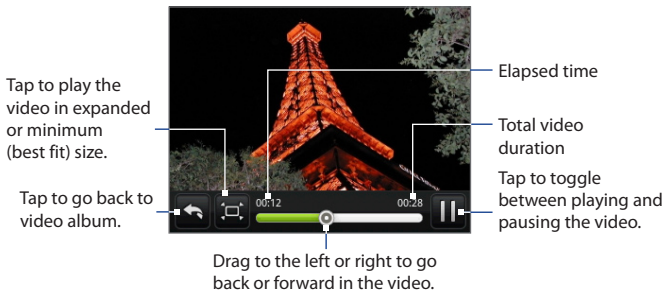 Tap to play the
video in expanded
or minimum
(best fit) size.
Tap to go back to
video album.
00:12
00:28
Elapsed time
Total video
duration
Tap to toggle
between playing and
pausing the video.
Drag to the left or right to go
back or forward in the video.